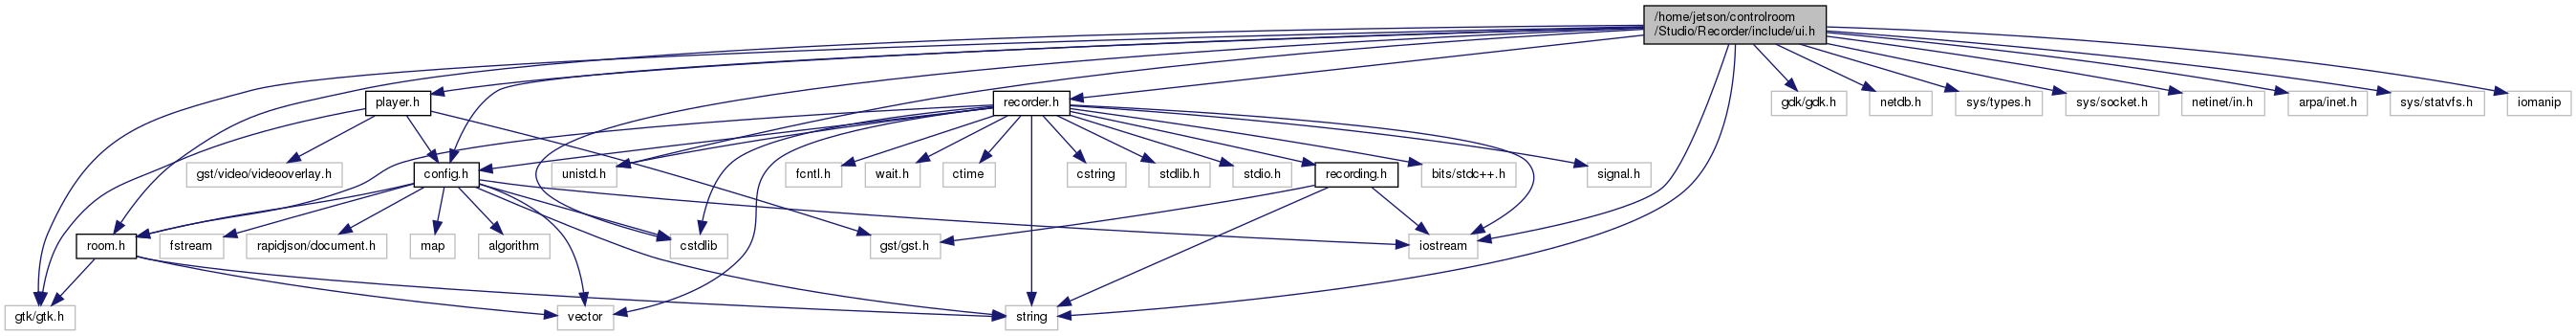 /home/jetson/controlroom
/Studio/Recorder/include/ui.h
player.h
recorder.h
gdk/gdk.h
netdb.h
sys/types.h
sys/socket.h
netinet/in.h
arpa/inet.h
sys/statvfs.h
iomanip
gst/video/videooverlay.h
config.h
unistd.h
fcntl.h
wait.h
ctime
cstring
stdlib.h
stdio.h
recording.h
bits/stdc++.h
signal.h
room.h
fstream
rapidjson/document.h
map
algorithm
cstdlib
gst/gst.h
iostream
gtk/gtk.h
vector
string